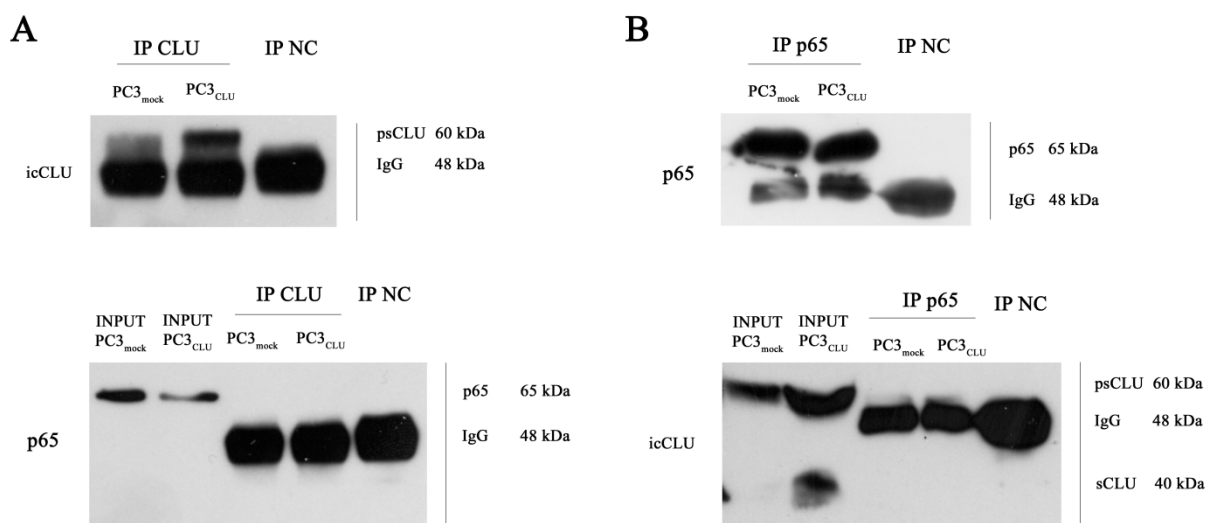 A
IP CLU IP NC
PC3mock PC3CLU
icCLU
psCLU 60 kDa
IgG 48 kDa
IP CLU IP NC
INPUT PC3mock INPUT PC3CLU PC3mock PC3CLU
p65
p65 65 kDa
IgG 48 kDa
B
IP p65 IP NC
PC3mock PC3CLU
p65
p65 65 kDa
IgG 48 kDa
IP p65 IP NC
INPUT PC3mock INPUT PC3CLU PC3mock PC3CLU
icCLU
psCLU 60 kDa
IgG 48 kDa
sCLU 40 kDa